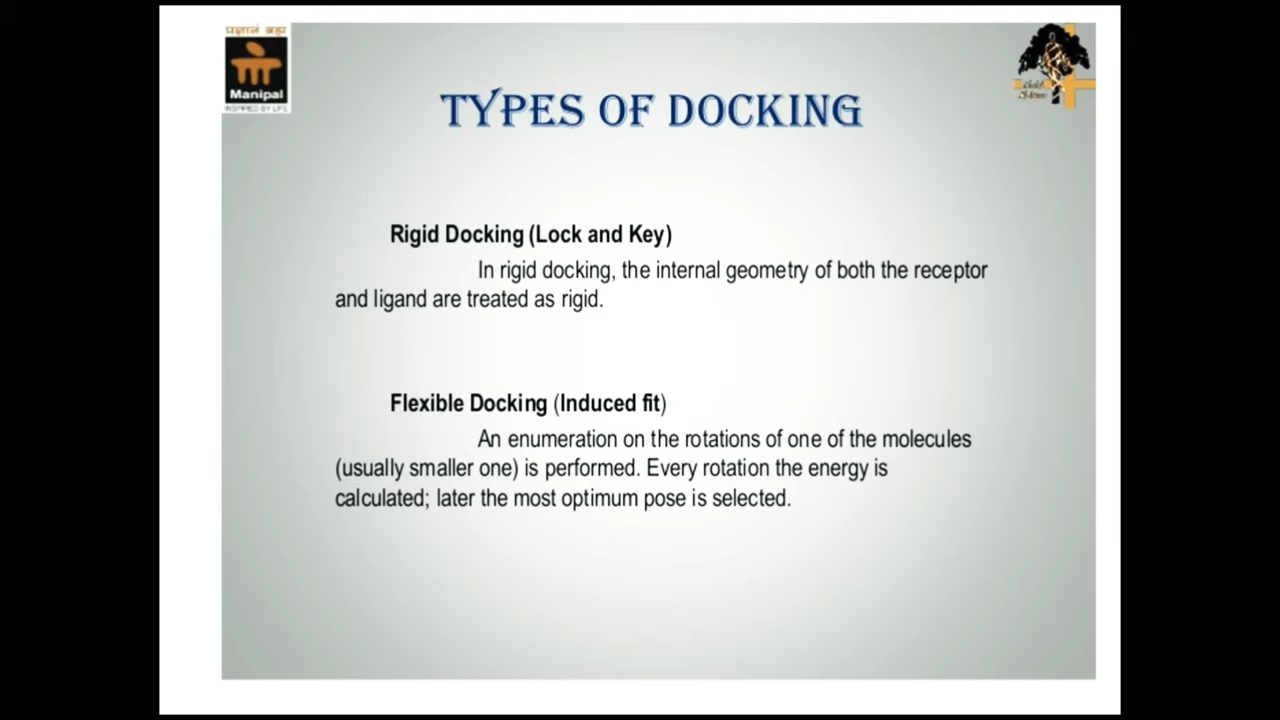 प्रज्ञानं ब्रह्म
Manipal
INSPIRED BY LIFE
TYPES OF DOCKING
Rigid Docking (Lock and Key)
In rigid docking, the internal geometry of both the receptor
and ligand are treated as rigid.
Flexible Docking (Induced fit)
An enumeration on the rotations of one of the molecules
(usually smaller one) is performed. Every rotation the energy is
calculated; later the most optimum pose is selected.